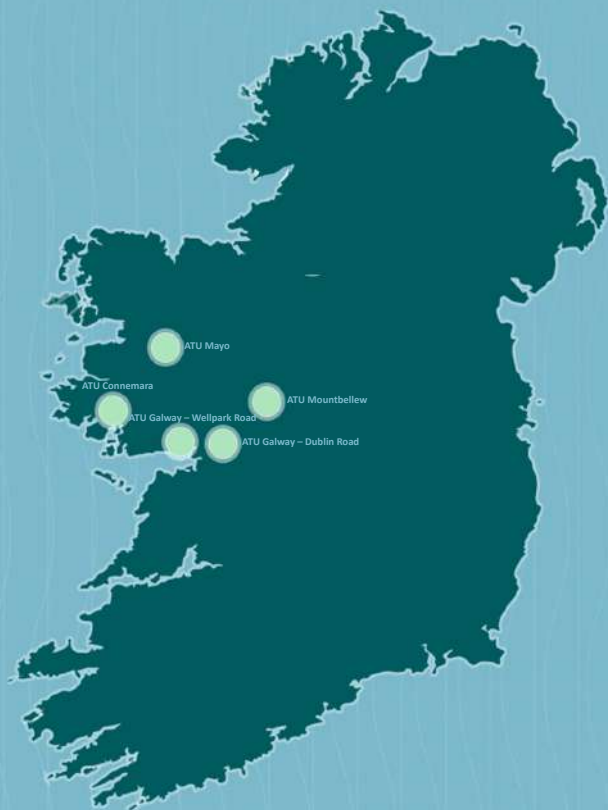 ATU Mayo
ATU Connemara
ATU Mountbellew
ATU Galway – Wellpark Road
ATU Galway – Dublin Road